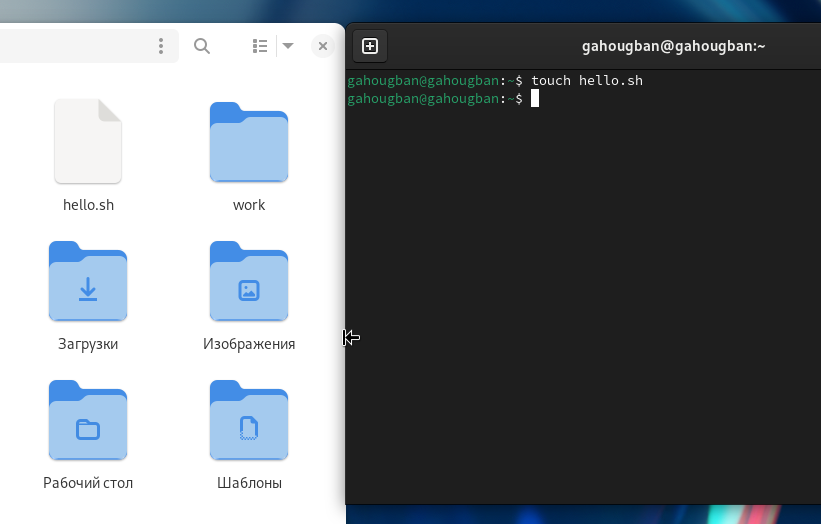 gahougban@gahougban:~
gahougban@gahougban:~$ touch hello.sh
gahougban@gahougban:~$
hello.sh
work
Загрузки
Изображения
Рабочий стол
Шаблоны